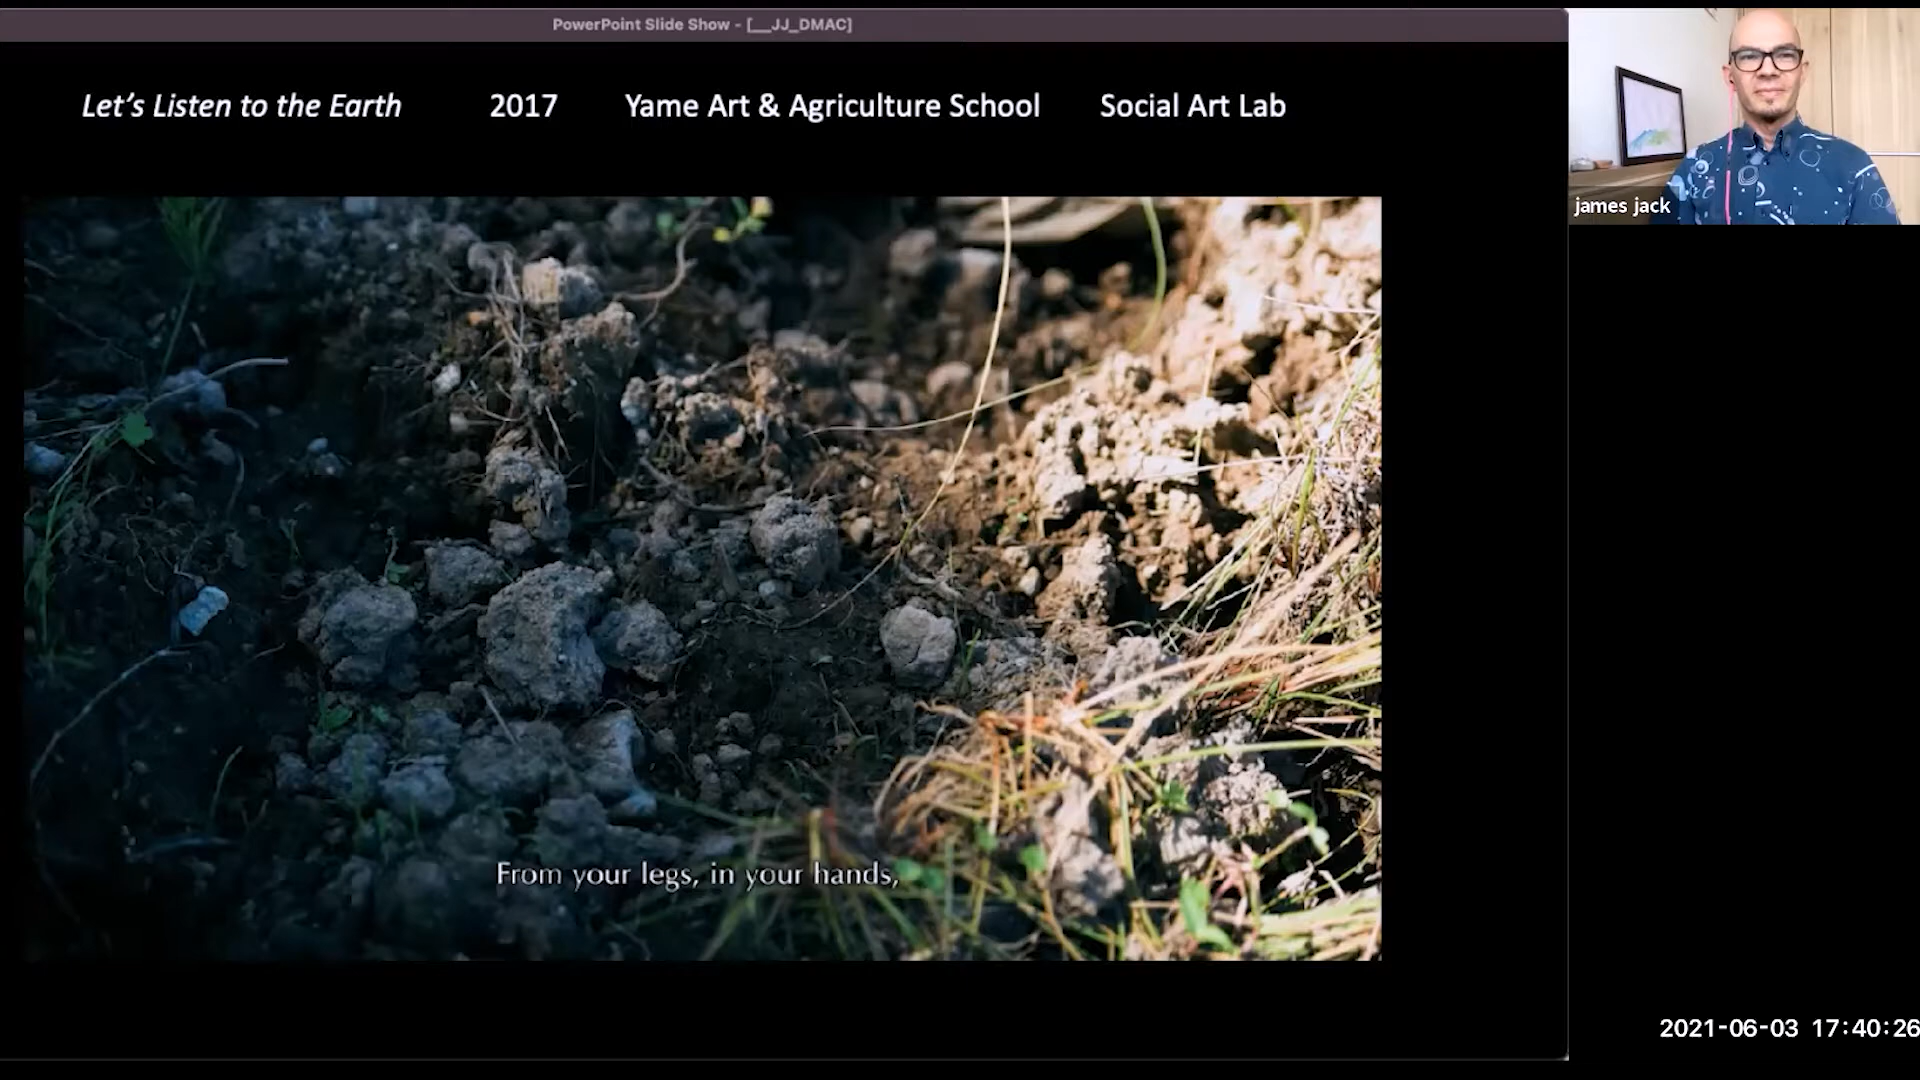 PowerPoint Slide Show - [__JJ_DMAC]
Let's Listen to the Earth 2017 Yame Art & Agriculture School Social Art Lab
james jack
From your legs, in your hands,
2021-06-03 17:40:26